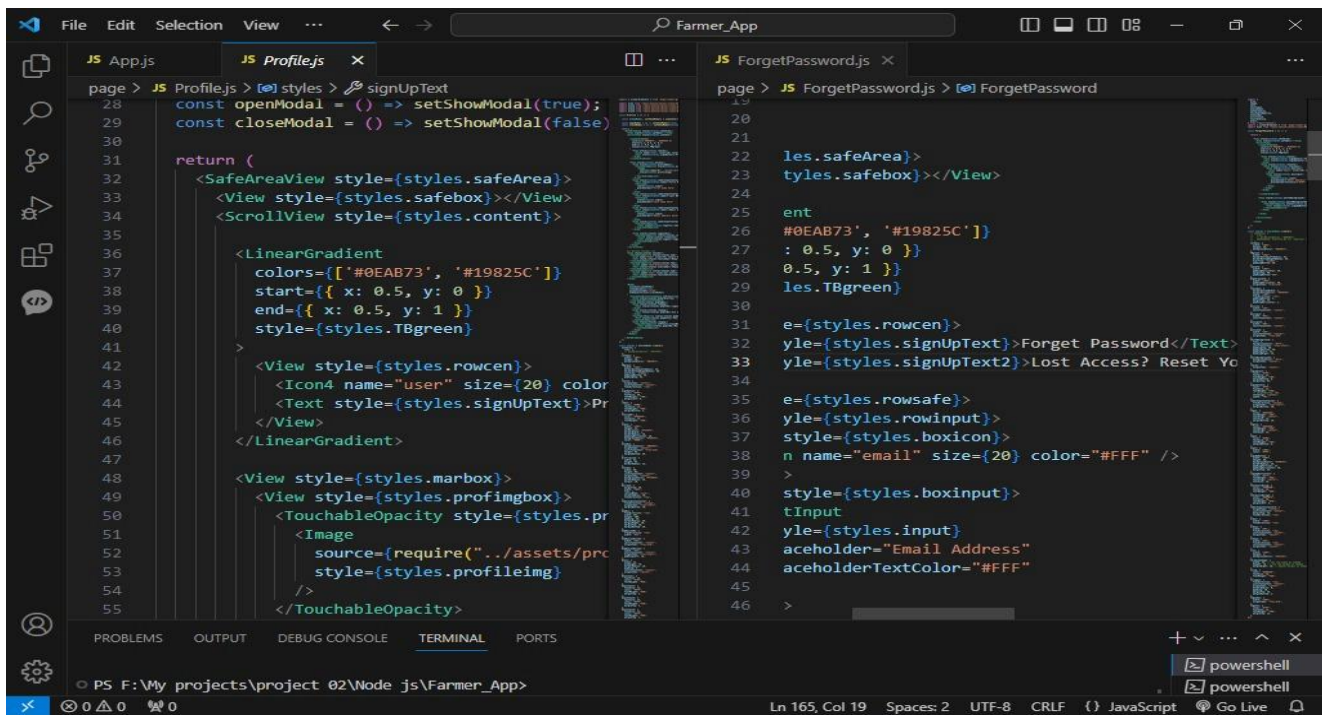 File Edit Selection View ··· ← → Farmer_App
JS App.js JS Profile.js × ···
page > JS Profile.js > styles > signUpText
28 const openModal = () => setShowModal(true);
29 const closeModal = () => setShowModal(false)
30
31 return (
32 <SafeAreaView style={styles.safeArea}>
33 <View style={styles.safebox}></View>
34 <ScrollView style={styles.content}>
35
36 <LinearGradient
37 colors={['#0EAB73', '#19825C']}
38 start={{ x: 0.5, y: 0 }}
39 end={{ x: 0.5, y: 1 }}
40 style={styles.TBgreen}
41 >
42 <View style={styles.rowcen}>
43 <Icon4 name="user" size={20} color
44 <Text style={styles.signUpText}>Pr
45 </View>
46 </LinearGradient>
47
48 <View style={styles.marbox}>
49 <View style={styles.profimgbox}>
50 <TouchableOpacity style={styles.pr
51 <Image
52 source={require("../assets/pro
53 style={styles.profileimg}
54 />
55 </TouchableOpacity>
JS ForgetPassword.js × ···
page > JS ForgetPassword.js > ForgetPassword
19
20
21
22 les.safeArea}>
23 tyles.safebox}></View>
24
25 ent
26 #0EAB73', '#19825C']}
27 : 0.5, y: 0 }}
28 0.5, y: 1 }}
29 les.TBgreen}
30
31 e={styles.rowcen}>
32 yle={styles.signUpText}>Forget Password</Text>
33 yle={styles.signUpText2}>Lost Access? Reset Yo
34
35 e={styles.rowsafe}>
36 yle={styles.rowinput}>
37 style={styles.boxicon}>
38 n name="email" size={20} color="#FFF" />
39 >
40 style={styles.boxinput}>
41 tInput
42 yle={styles.input}
43 aceholder="Email Address"
44 aceholderTextColor="#FFF"
45
46 >
PROBLEMS OUTPUT DEBUG CONSOLE TERMINAL PORTS
PS F:\My projects\project 02\Node js\Farmer_App>
powershell
powershell
0 0 0 Ln 165, Col 19 Spaces: 2 UTF-8 CRLF {} JavaScript Go Live